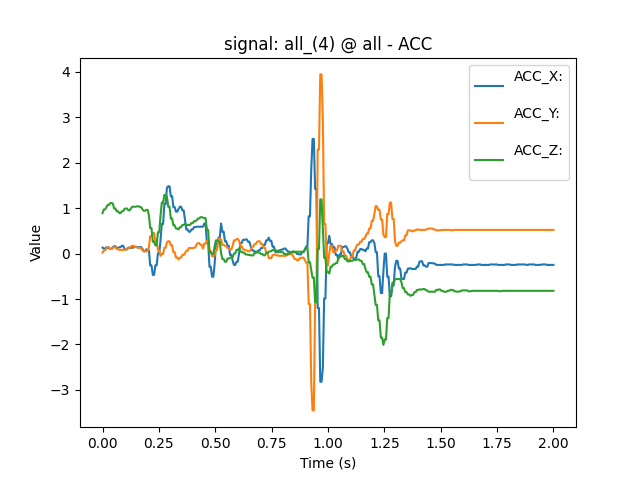 signal: all_(4) @ all - ACC
ACC_X:
ACC_Y:
ACC_Z:
Value
4
3
2
1
0
−1
−2
−3
0.00 0.25 0.50 0.75 1.00 1.25 1.50 1.75 2.00
Time (s)